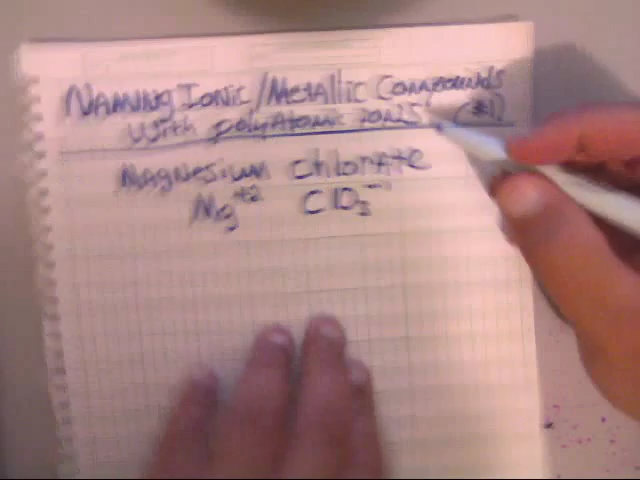 Naming Ionic/Metallic Compounds
With polyAtomic ions (#1)
Magnesium Chlorate
Mg+2 ClO3-1